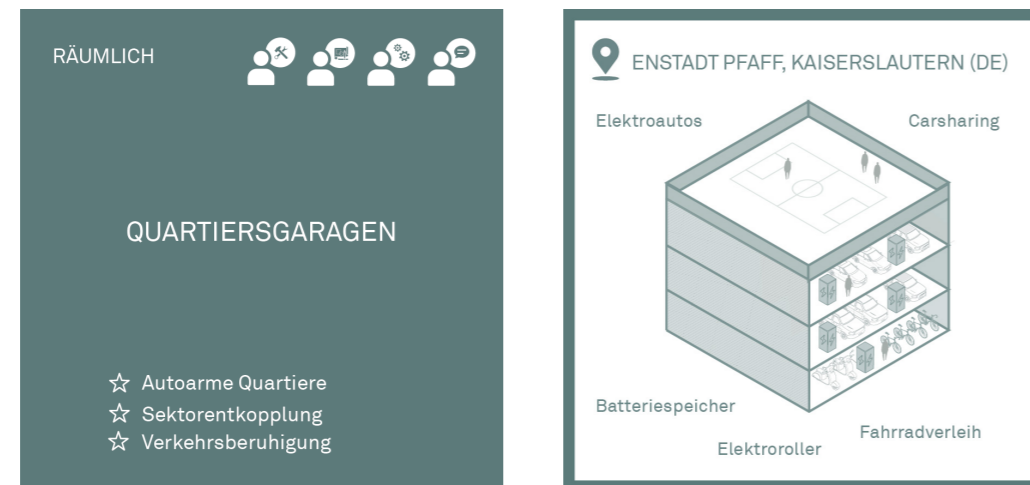 RÄUMLICH
QUARTIERSGARAGEN
Autoarme Quartiere
Sektorentkopplung
Verkehrsberuhigung
ENSTADT PFAFF, KAISERSLAUTERN (DE)
Elektroautos
Carsharing
Batteriespeicher
Fahrradverleih
Elektroroller